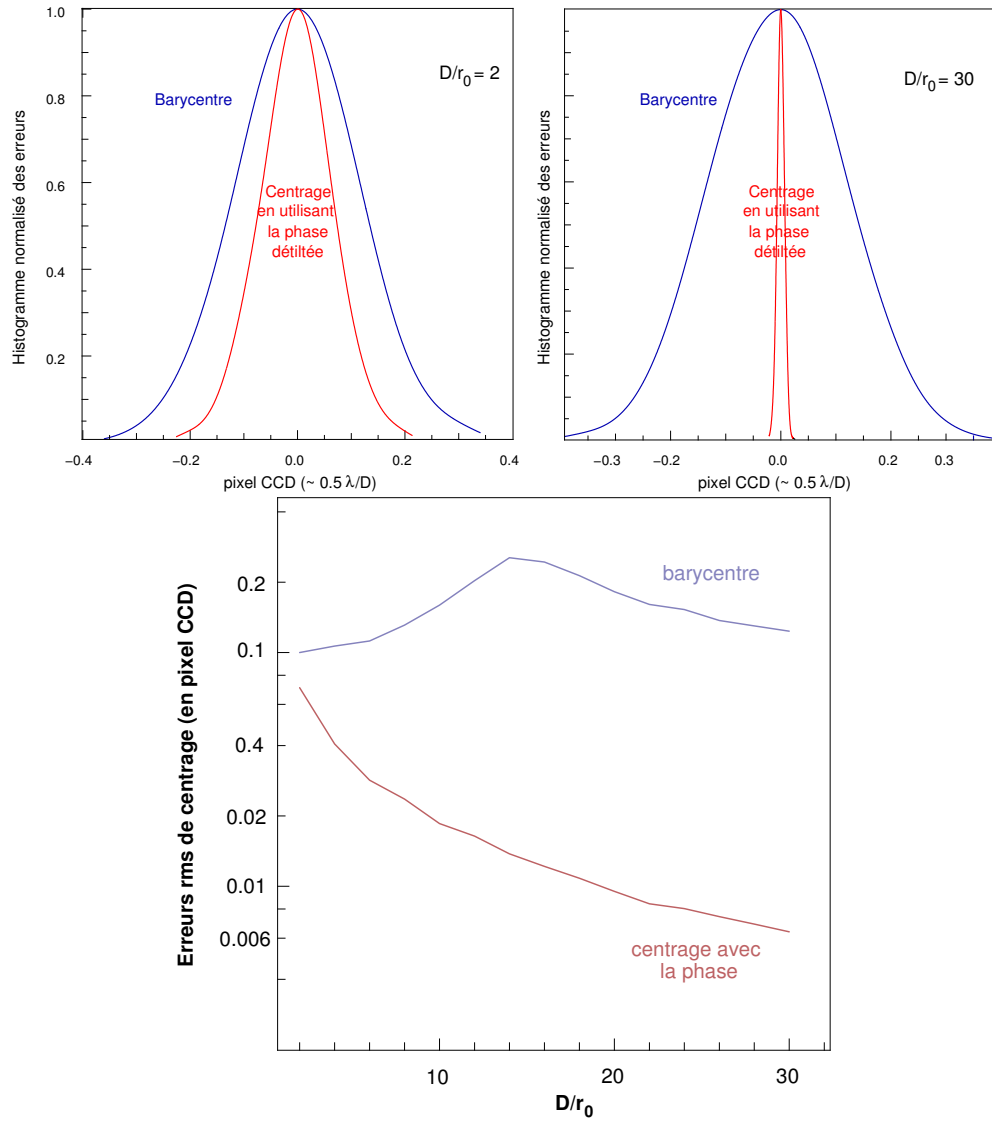 1.0
0.8
0.6
0.4
0.2
Histogramme normalisé des erreurs
Barycentre
D/r0 = 2
Centrage
en utilisant
la phase
détiltée
−0.4 −0.2 0.0 0.2 0.4
pixel CCD (~ 0.5 λ/D)
Histogramme normalisé des erreurs
Barycentre
D/r0 = 30
Centrage
en utilisant
la phase
détiltée
−0.3 0.0 0.3
pixel CCD (~ 0.5 λ/D)
Erreurs rms de centrage (en pixel CCD)
0.2
0.1
0.4
0.02
0.01
0.006
barycentre
centrage avec
la phase
10 20 30
D/r0